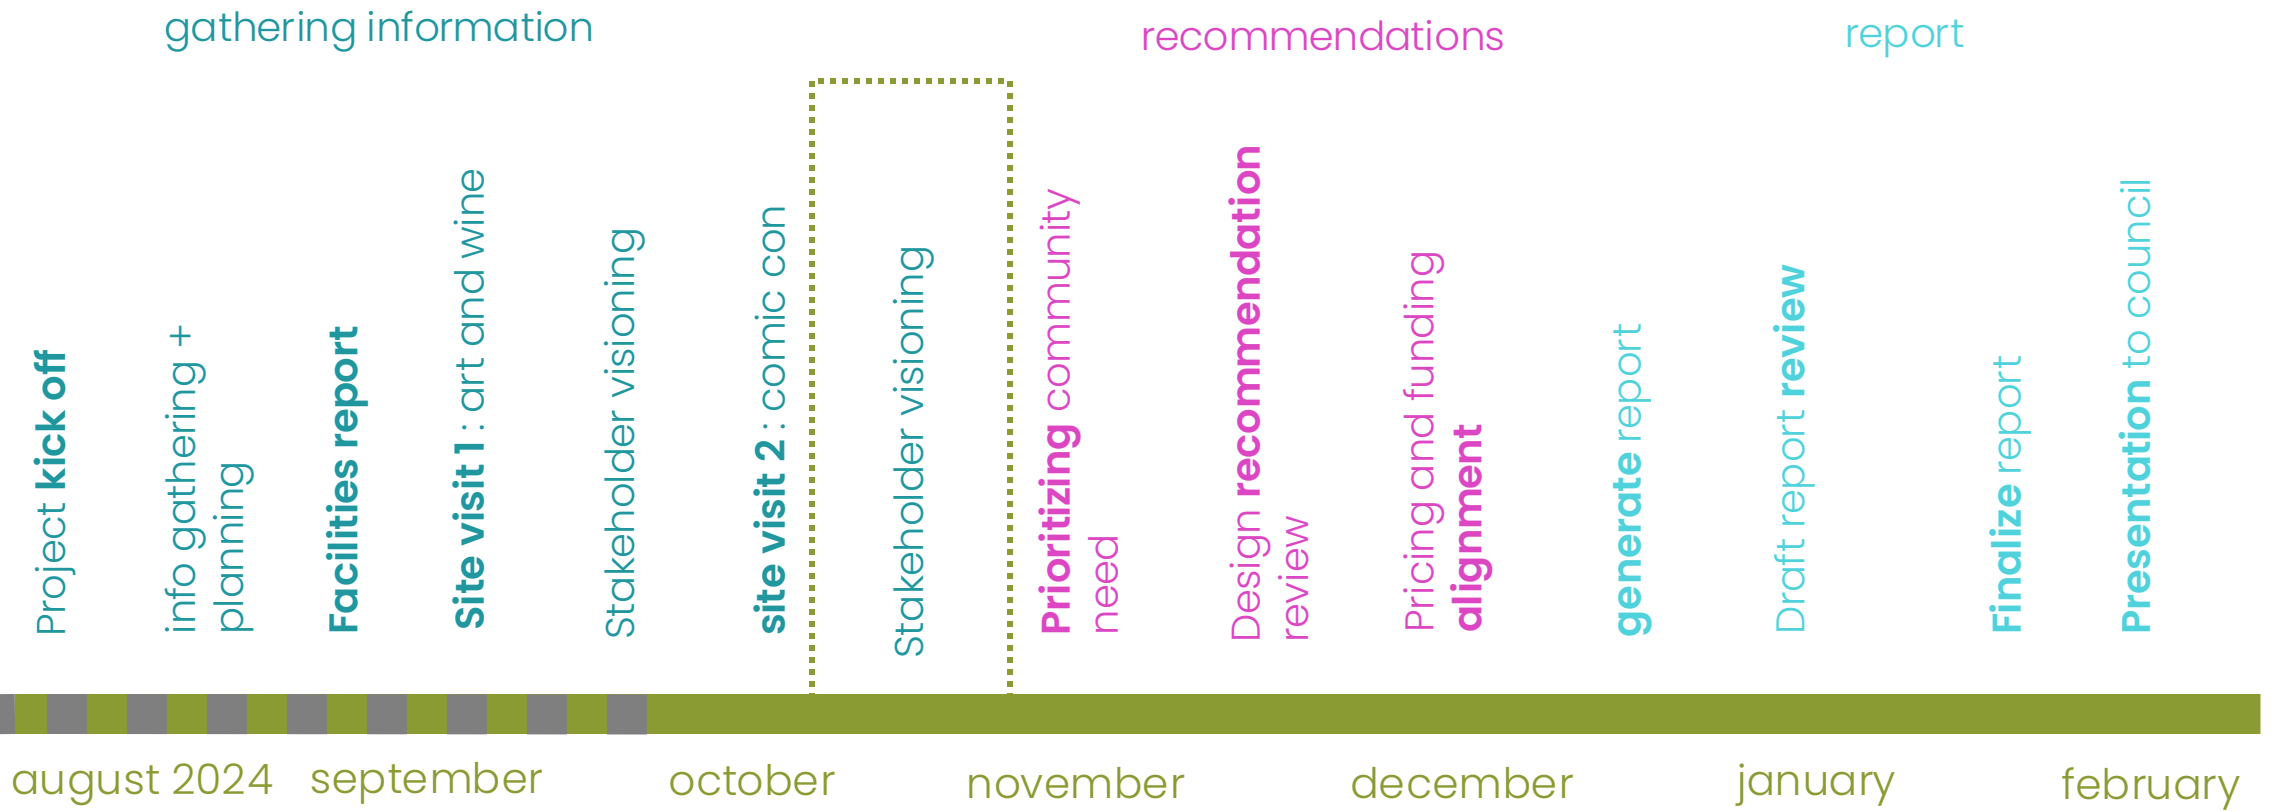 gathering information
recommendations
report
Project kick off
info gathering +
planning
Facilities report
Site visit 1: art and wine
Stakeholder visioning
site visit 2: comic con
Stakeholder visioning
Prioritizing community
need
Design recommendation
review
Pricing and funding
alignment
generate report
Draft report review
Finalize report
Presentation to council
august 2024
september
october
november
december
january
february